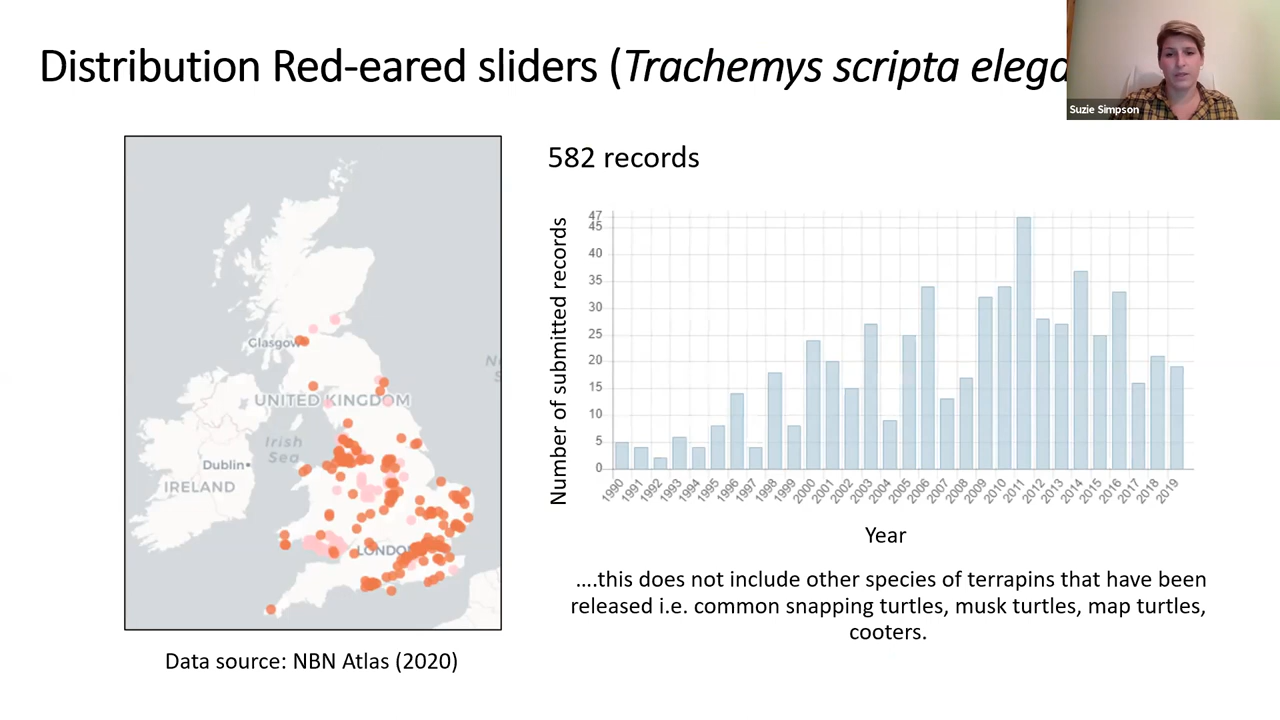 Distribution Red-eared sliders (Trachemys scripta elega
Suzie Simpson
582 records
Glasgow
UNITED KINGDOM
Irish
Sea
Dublin
IRELAND
LONDO
N
S
Number of submitted records
47
45
40
35
30
25
20
15
10
5
0
1990 1991 1992 1993 1994 1995 1996 1997 1998 1999 2000 2001 2002 2003 2004 2005 2006 2007 2008 2009 2010 2011 2012 2013 2014 2015 2016 2017 2018 2019
Year
....this does not include other species of terrapins that have been
released i.e. common snapping turtles, musk turtles, map turtles,
cooters.
Data source: NBN Atlas (2020)